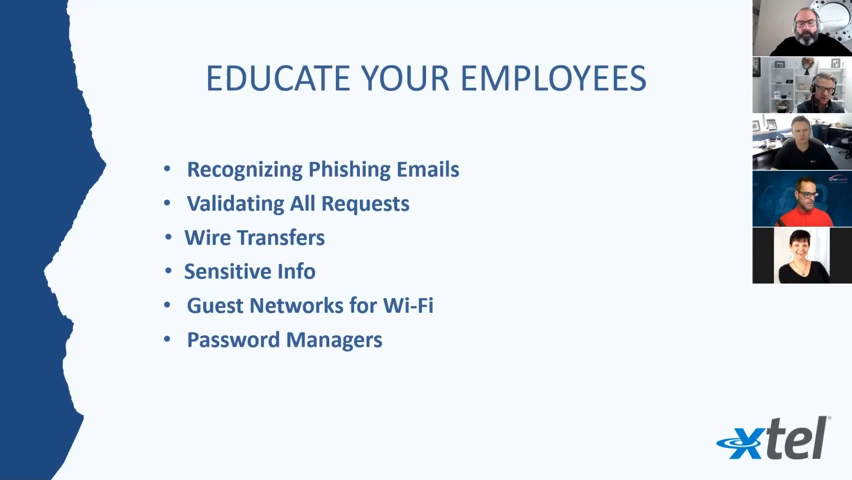 EDUCATE YOUR EMPLOYEES
• Recognizing Phishing Emails
• Validating All Requests
• Wire Transfers
• Sensitive Info
• Guest Networks for Wi-Fi
• Password Managers
xtel®